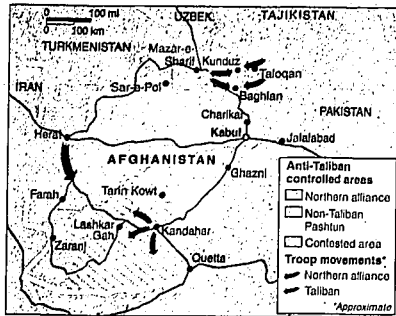 0 100 ml
0 100 km
UZBEK
TAJIKISTAN
TURKMENISTAN
Mazar-e-
Sharif
Kunduz
Taloqan
Sar-e-Pol
Baghlan
IRAN
PAKISTAN
Charikar
Herat
Kabul
Jalalabad
AFGHANISTAN
Ghazni
Farah
Tarin Kowt
Lashkar
Gah
Kandahar
Zaranj
Quetta
Anti-Taliban
controlled areas
Northern alliance
Non-Taliban
Pashtun
Contested area
Troop movements*
Northern alliance
Taliban
*Approximate